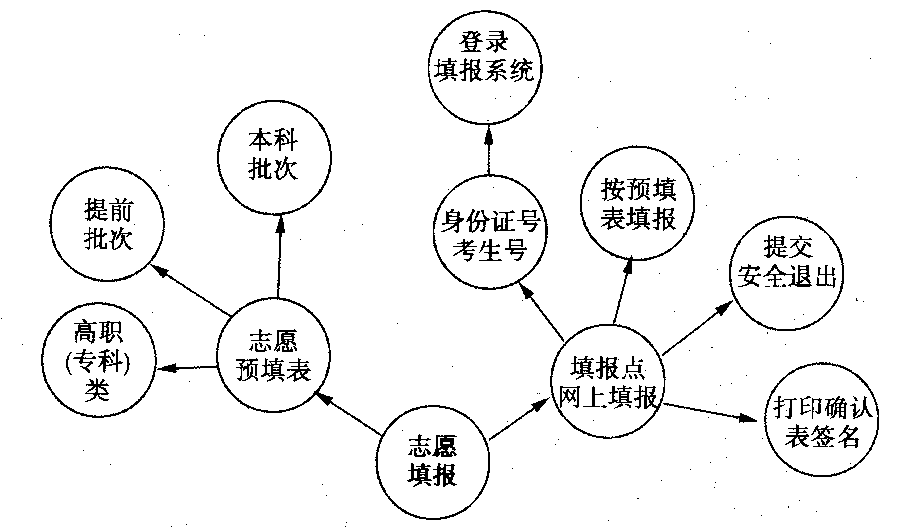 登录
填报系统
本科
批次
提前
批次
身份证号
考生号
按预填
表填报
提交
安全退出
高职
(专科)
类
志愿
预填表
填报点
网上填报
打印确认
表签名
志愿
填报